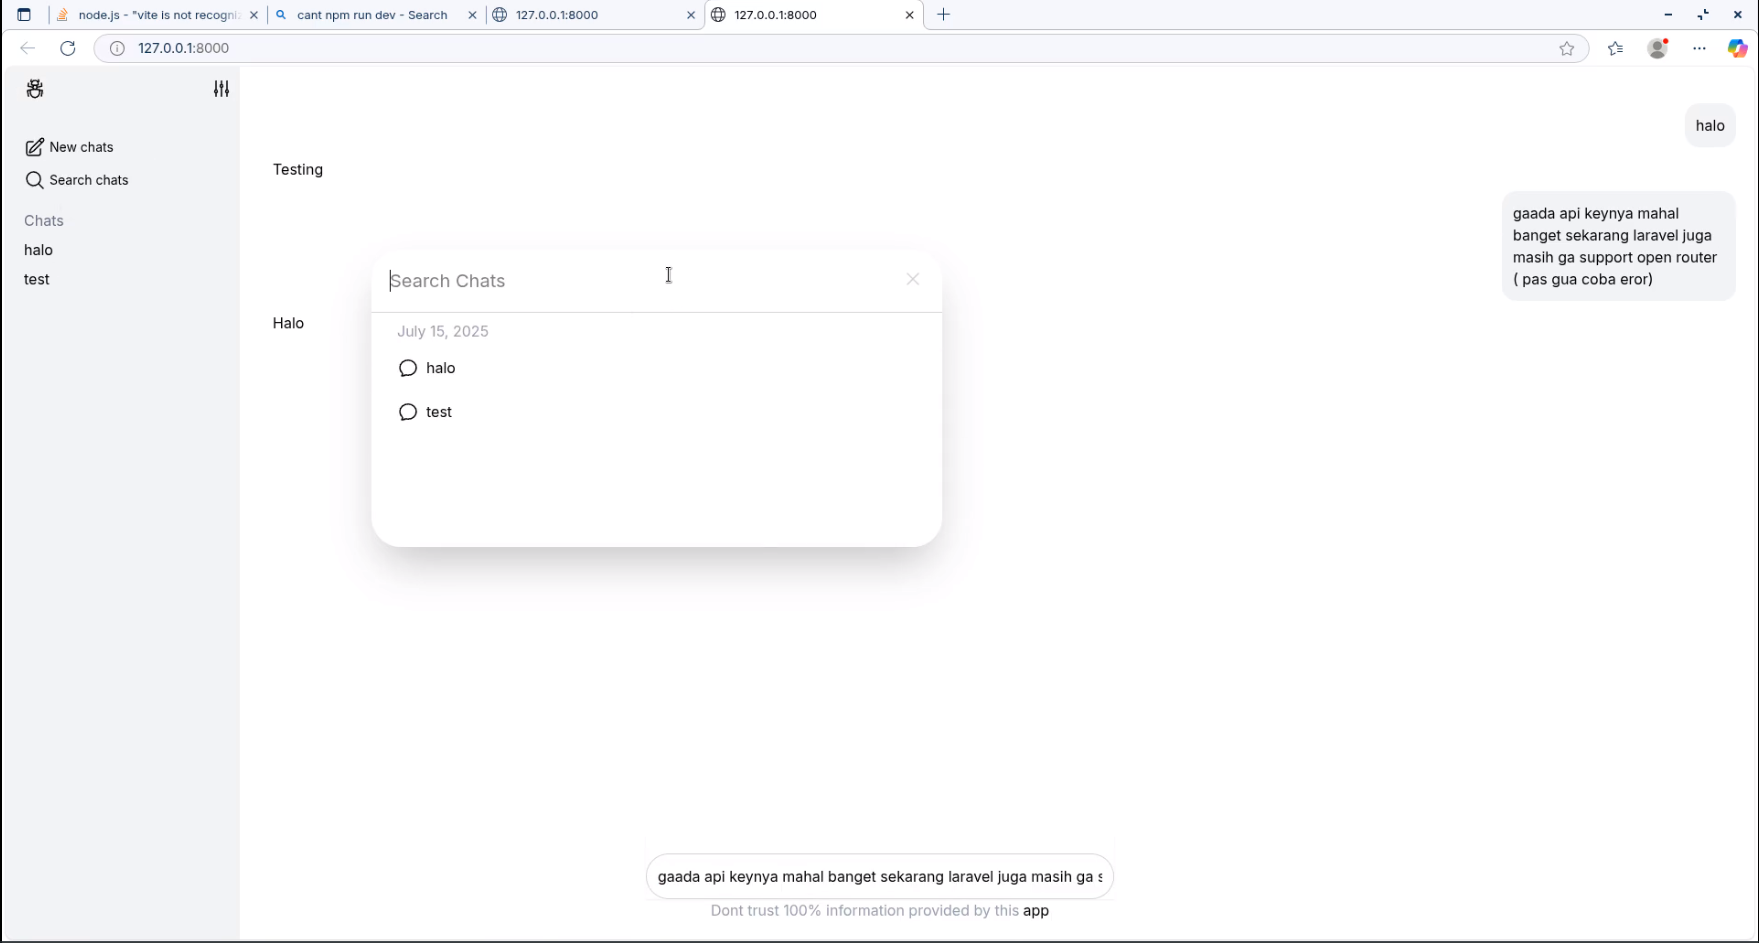 node.js - "vite is not recogni
cant npm run dev - Search
127.0.0.1:8000
127.0.0.1:8000
127.0.0.1:8000
New chats
Search chats
Chats
halo
test
halo
Testing
gaada api keynya mahal
banget sekarang laravel juga
masih ga support open router
( pas gua coba eror)
Halo
Search Chats
July 15, 2025
halo
test
gaada api keynya mahal banget sekarang laravel juga masih ga s
Dont trust 100% information provided by this app